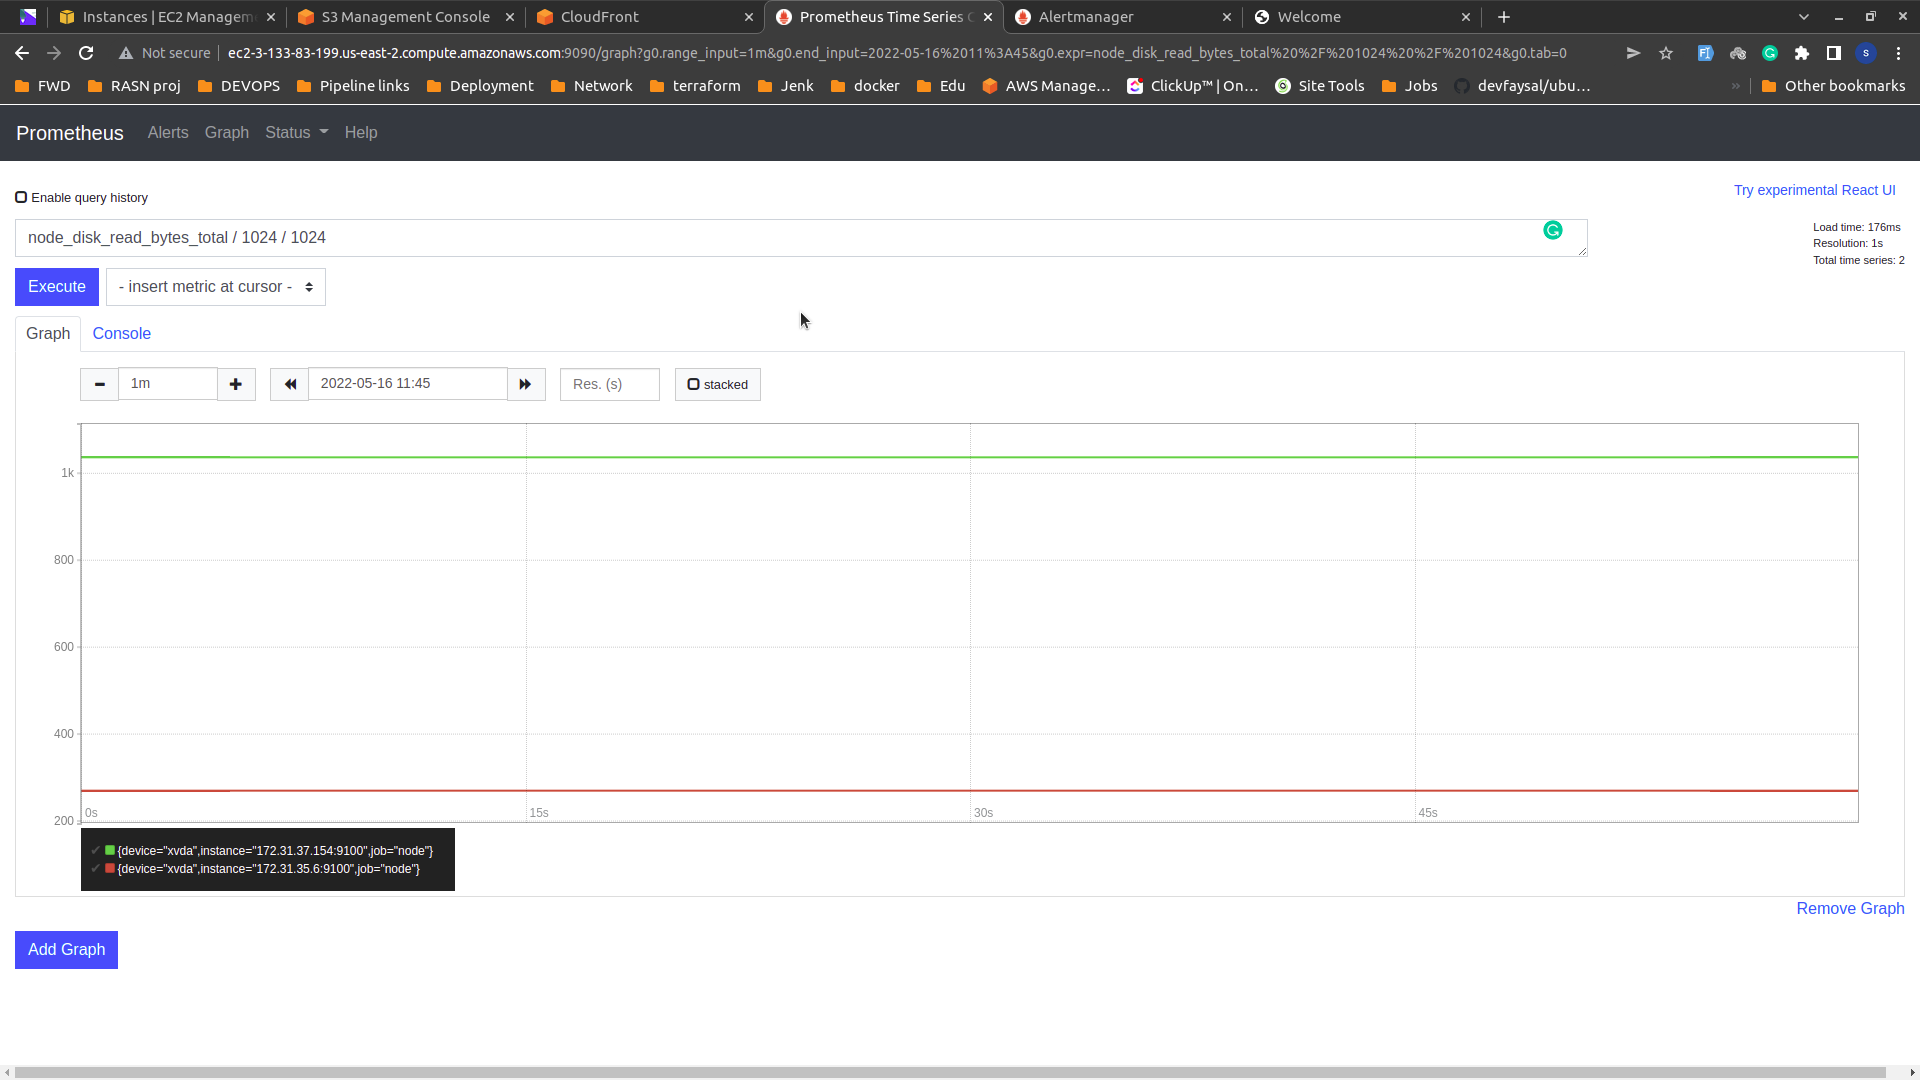 Instances | EC2 Managem
S3 Management Console
CloudFront
Prometheus Time Series C
Alertmanager
Welcome
Not secure
ec2-3-133-83-199.us-east-2.compute.amazonaws.com:9090/graph?g0.range_input=1m&g0.end_input=2022-05-16%2011%3A45&g0.expr=node_disk_read_bytes_total%20%2F%201024%20%2F%201024&g0.tab=0
S
FWD
RASN proj
DEVOPS
Pipeline links
Deployment
Network
terraform
Jenk
docker
Edu
AWS Manage…
ClickUp™ | On…
Site Tools
Jobs
devfaysal/ubu…
»
Other bookmarks
Prometheus
Alerts
Graph
Status
Help
Enable query history
Try experimental React UI
node_disk_read_bytes_total / 1024 / 1024
Load time: 176ms
Resolution: 1s
Total time series: 2
Execute
- insert metric at cursor -
Graph
Console
1m
2022-05-16 11:45
Res. (s)
stacked
1k
800
600
400
200
0s
15s
30s
45s
{device="xvda",instance="172.31.37.154:9100",job="node"}
{device="xvda",instance="172.31.35.6:9100",job="node"}
Remove Graph
Add Graph